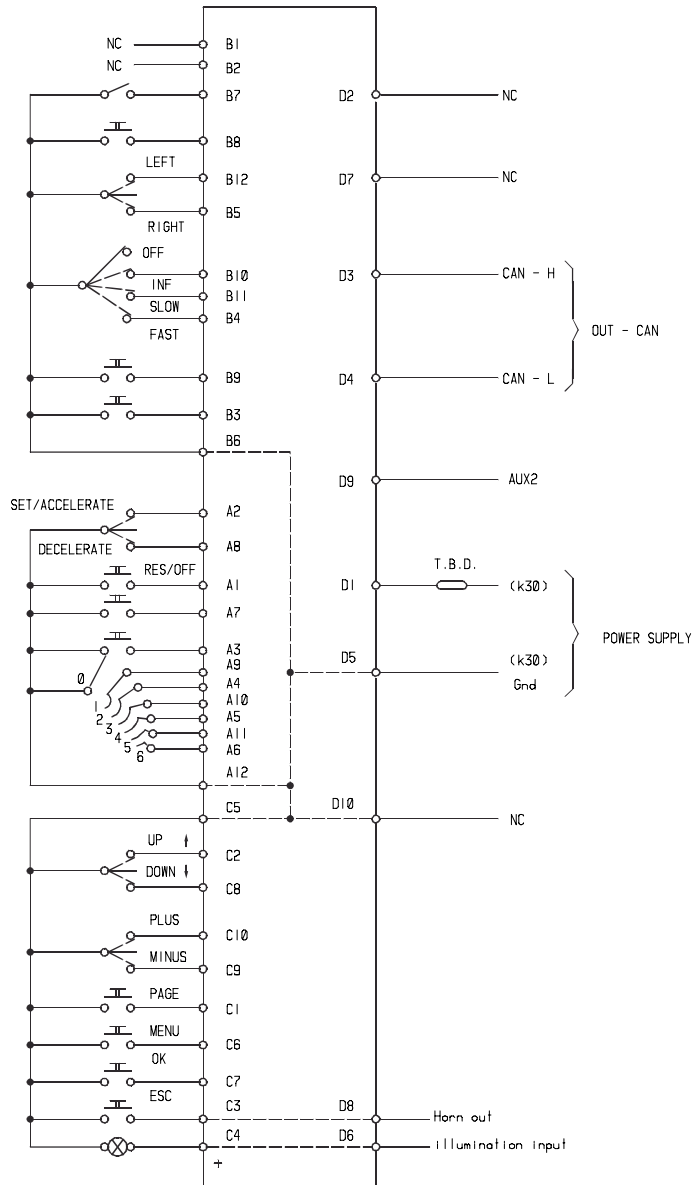 NC B1
NC B2
B7 D2 NC
B8
LEFT
B12 D7 NC
B5
RIGHT
OFF
B10 D3 CAN - H
INF
B11
SLOW
B4
FAST
OUT - CAN
B9 D4 CAN - L
B3
B6
D9 AUX2
SET/ACCELERATE A2
DECELERATE A8
RES/OFF
T.B.D.
A1 D1 (k30)
A7
POWER SUPPLY
A3
A9 D5 (k30)
0
A4 Gnd
1
A10
2
A5
3
A11
4
A6
5
6
A12
C5 D10 NC
UP
C2
DOWN
C8
PLUS
C10
MINUS
C9
PAGE
C1
MENU
C6
OK
C7
ESC
C3 D8 Horn out
C4 D6 illumination input
+